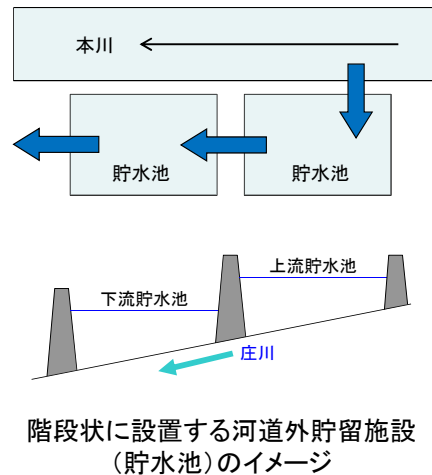 本川
貯水池
貯水池
上流貯水池
下流貯水池
庄川
階段状に設置する河道外貯留施設
（貯水池）のイメージ